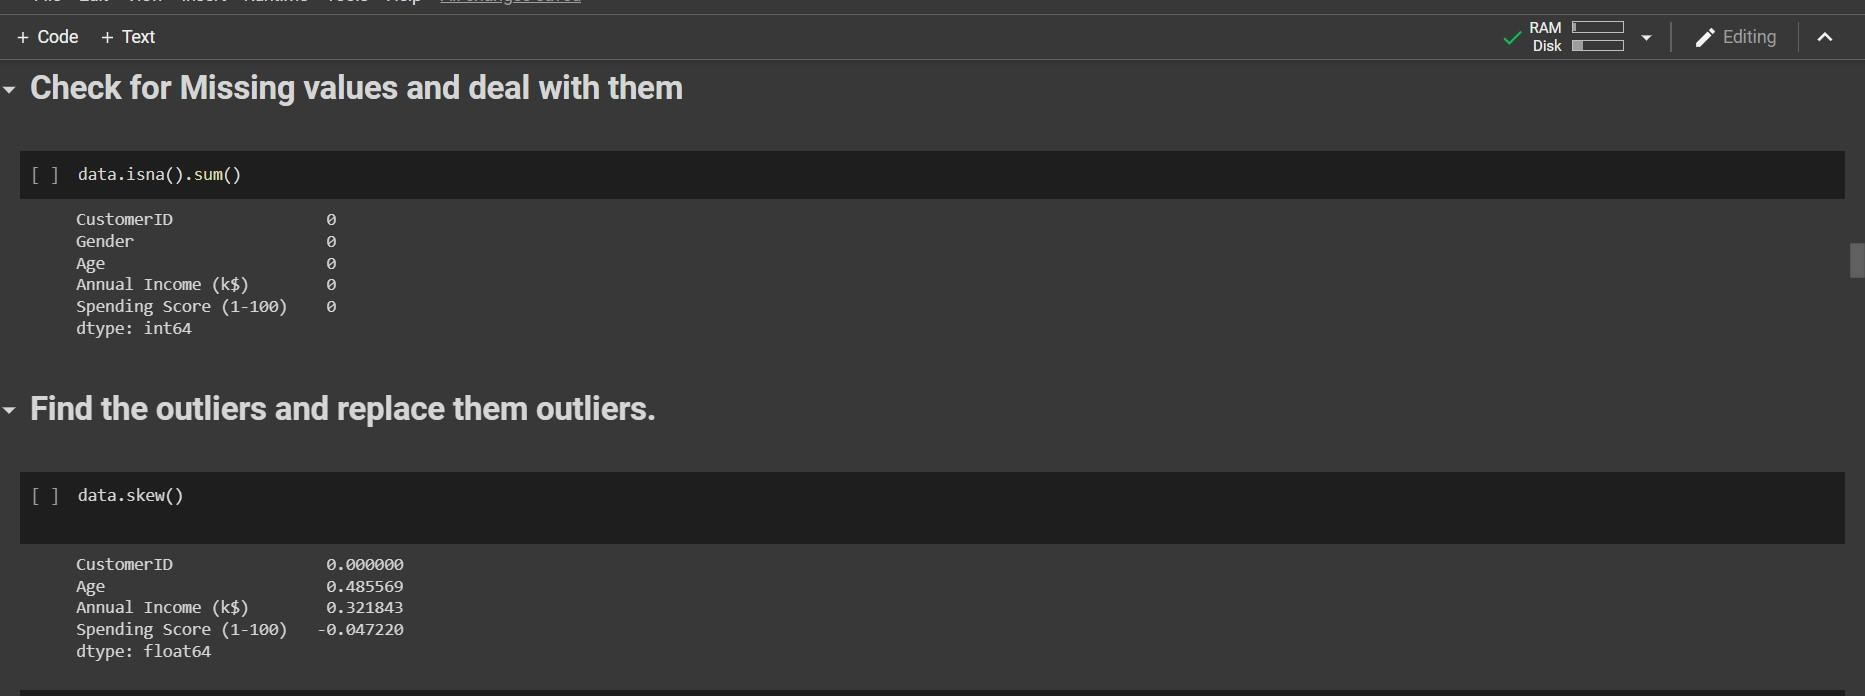 + Code + Text
RAM
Disk
Editing
Check for Missing values and deal with them
[ ] data.isna().sum()
CustomerID 0
Gender 0
Age 0
Annual Income (k$) 0
Spending Score (1-100) 0
dtype: int64
Find the outliers and replace them outliers.
[ ] data.skew()
CustomerID 0.000000
Age 0.485569
Annual Income (k$) 0.321843
Spending Score (1-100) -0.047220
dtype: float64